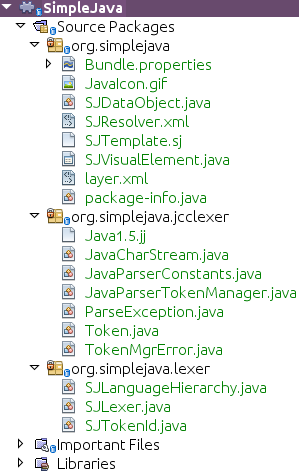 SimpleJava
Source Packages
org.simplejava
Bundle.properties
JavaIcon.gif
SJDataObject.java
SJResolver.xml
SJTemplate.sj
SJVisualElement.java
layer.xml
package-info.java
org.simplejava.jcclexer
Java1.5.jj
JavaCharStream.java
JavaParserConstants.java
JavaParserTokenManager.java
ParseException.java
Token.java
TokenMgrError.java
org.simplejava.lexer
SJLanguageHierarchy.java
SJLexer.java
SJTokenId.java
Important Files
Libraries